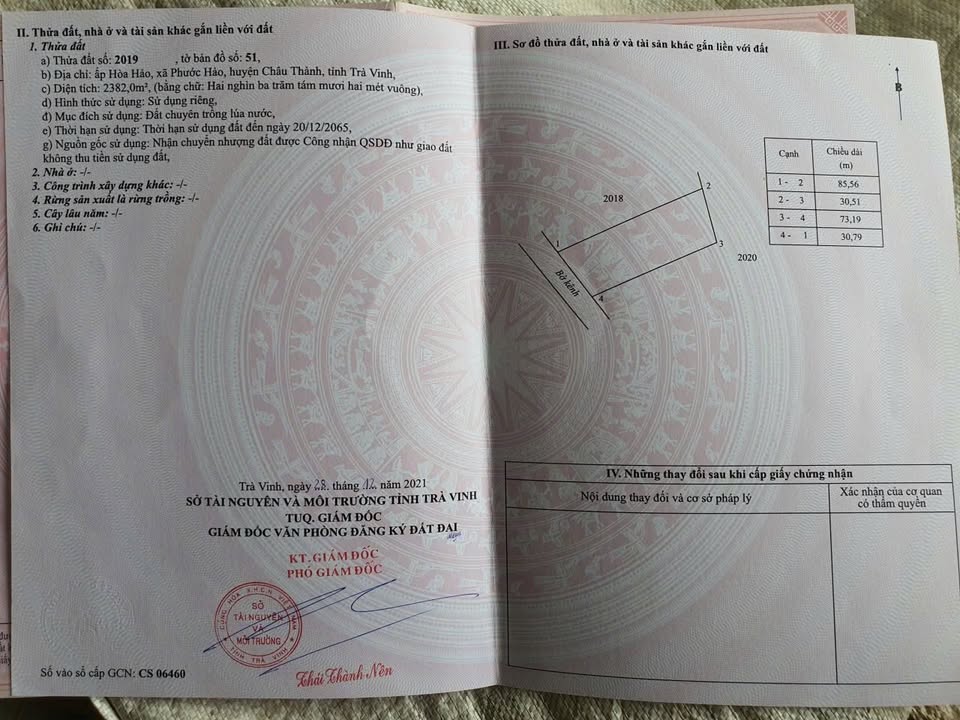 II. Thửa đất, nhà ở và tài sản khác gắn liền với đất
1. Thửa đất
a) Thửa đất số: 2019 , tờ bản đồ số: 51,
b) Địa chỉ: ấp Hòa Hảo, xã Phước Hảo, huyện Châu Thành, tỉnh Trà Vinh,
c) Diện tích: 2382,0m², (bằng chữ: Hai nghìn ba trăm tám mươi hai mét vuông),
d) Hình thức sử dụng: Sử dụng riêng,
đ) Mục đích sử dụng: Đất chuyên trồng lúa nước,
e) Thời hạn sử dụng: Thời hạn sử dụng đất đến ngày 20/12/2065,
g) Nguồn gốc sử dụng: Nhận chuyển nhượng đất được Công nhận QSDĐ như giao đất
không thu tiền sử dụng đất,
2. Nhà ở: -/-
3. Công trình xây dựng khác: -/-
4. Rừng sản xuất là rừng trồng: -/-
5. Cây lâu năm: -/-
6. Ghi chú: -/-
Trà Vinh, ngày 28 tháng 12 năm 2021
SỞ TÀI NGUYÊN VÀ MÔI TRƯỜNG TỈNH TRÀ VINH
TUQ. GIÁM ĐỐC
GIÁM ĐỐC VĂN PHÒNG ĐĂNG KÝ ĐẤT ĐAI
KT. GIÁM ĐỐC
PHÓ GIÁM ĐỐC
CỘNG HÒA X.H.C.N VIỆT NAM
SỞ
TÀI NGUYÊN
VÀ
MÔI TRƯỜNG
TỈNH TRÀ VINH
Thái Thành Nên
Số vào sổ cấp GCN: CS 06460
III. Sơ đồ thửa đất, nhà ở và tài sản khác gắn liền với đất
B
Cạnh Chiều dài
(m)
1 - 2 85,56
2 - 3 30,51
3 - 4 73,19
4 - 1 30,79
2018
2
1
3
2020
Bờ kênh
4
IV. Những thay đổi sau khi cấp giấy chứng nhận
Nội dung thay đổi và cơ sở pháp lý
Xác nhận của cơ quan
có thẩm quyền